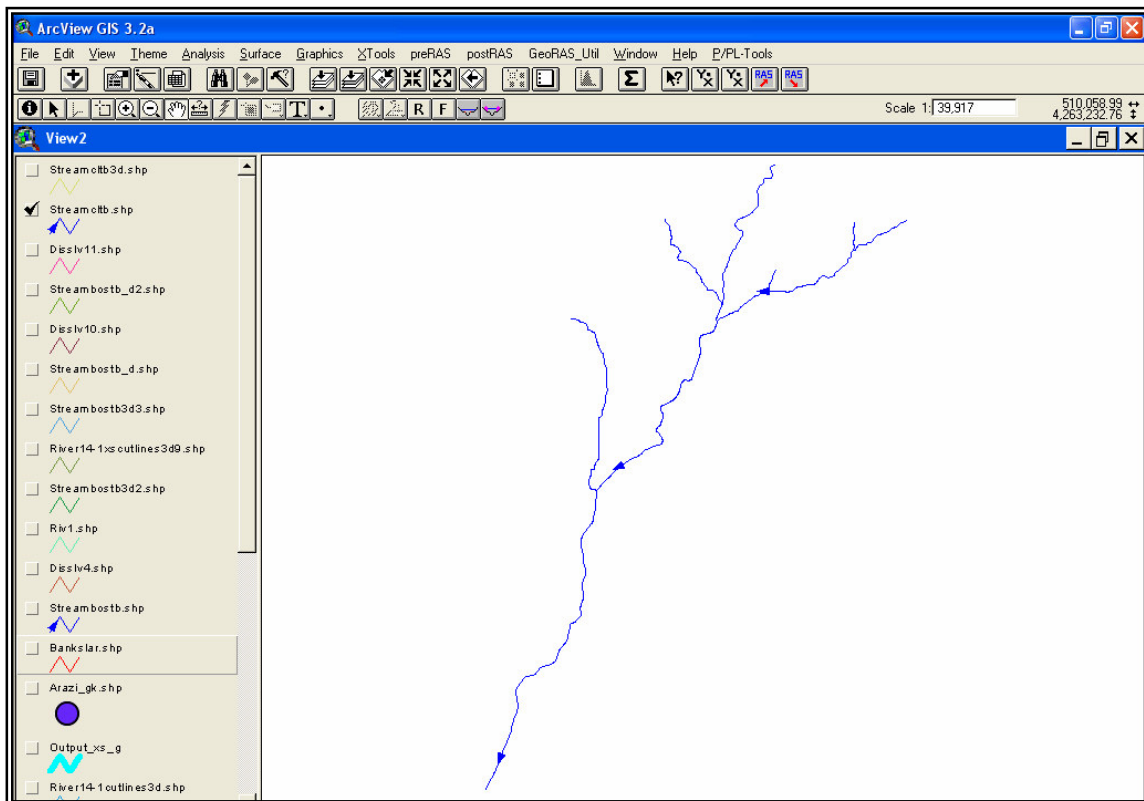 ArcView GIS 3.2a
File Edit View Theme Analysis Surface Graphics XTools preRAS postRAS GeoRAS_Util Window Help P/PL-Tools
Σ ? Y× Y× RAS RAS
T R F Scale 1: 39,917 510,058.99
4,263,232.76
View2
Streamcltb3d.shp
Streamcltb.shp
Disslv11.shp
Streambostb_d2.shp
Disslv10.shp
Streambostb_d.shp
Streambostb3d3.shp
River14-1xscutlines3d9.shp
Streambostb3d2.shp
Riv1.shp
Disslv4.shp
Streambostb.shp
Bankslar.shp
Arazi_gk.shp
Output_xs_g
River14-1cutlines3d.shp